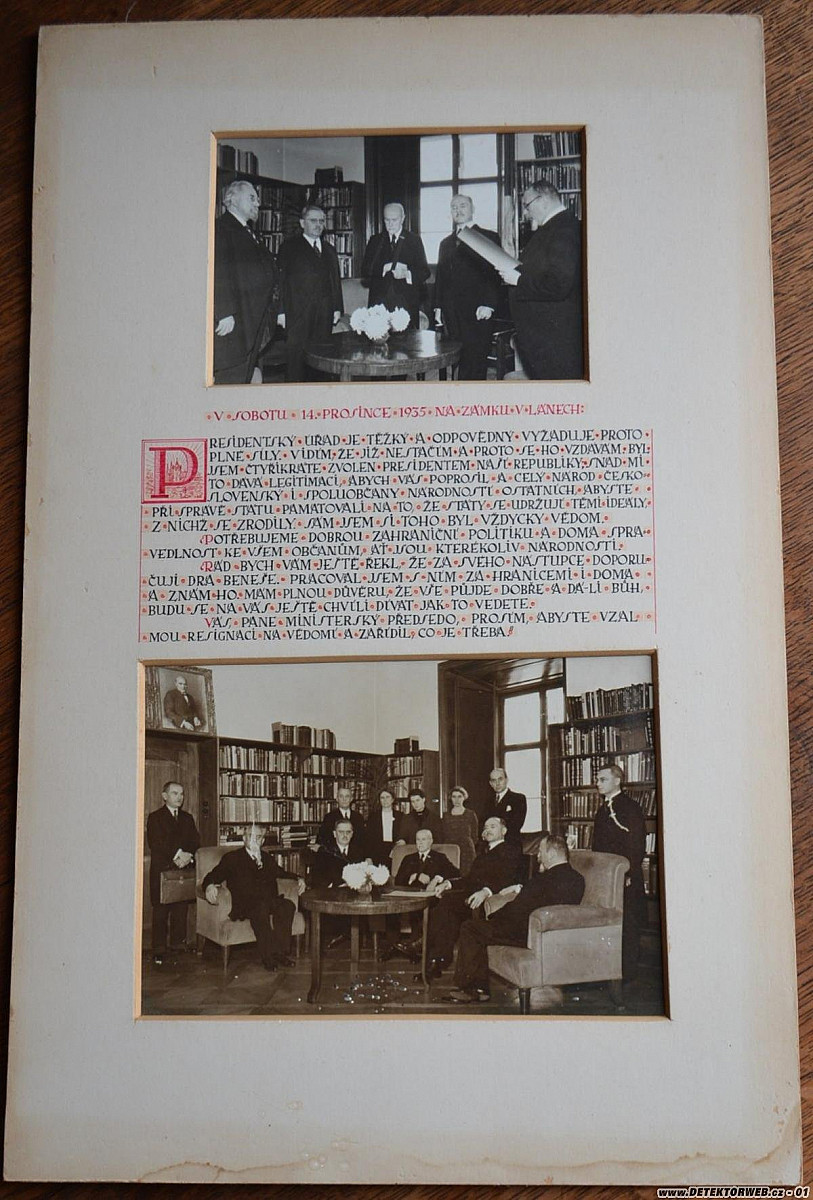 V SOBOTU 14. PROSINCE 1935 NA ZÁMKU V LÁNECH:
PRESIDENTSKÝ ÚŘAD JE TĚŽKÝ A ODPOVĚDNÝ VYŽADUJE PROTO
PLNÉ SÍLY. VIDÍM, ŽE JIŽ NESTAČÍM A PROTO SE HO VZDÁVÁM. BYL
JSEM ČTYŘIKRÁTE ZVOLEN PRESIDENTEM NAŠÍ REPUBLIKY; SNAD MI
TO DÁVÁ LEGITIMACI, ABYCH VÁS POPROSIL A CELÝ NÁROD ČESKO-
SLOVENSKÝ I SPOLUOBČANY NÁRODNOSTÍ OSTATNÍCH, ABYSTE
PŘI SPRÁVĚ STÁTU PAMATOVALI NA TO, ŽE STÁTY SE UDRŽUJÍ TĚMI IDEÁLY,
Z NICHŽ SE ZRODILY. SÁM JSEM SI TOHO BYL VŽDYCKY VĚDOM.
POTŘEBUJEME DOBROU ZAHRANIČNÍ POLITIKU A DOMA SPRA-
VEDLNOST KE VŠEM OBČANŮM, AŤ JSOU KTERÉKOLIV NÁRODNOSTI.
RÁD BYCH VÁM JEŠTĚ ŘEKL, ŽE ZA SVÉHO NÁSTUPCE DOPORU-
ČUJI DRA BENEŠE. PRACOVAL JSEM S NÍM ZA HRANICEMI I DOMA
A ZNÁM HO. MÁM PLNOU DŮVĚRU, ŽE VŠE PŮJDE DOBŘE A DÁ-LI BŮH,
BUDU SE NA VÁS JEŠTĚ CHVÍLI DÍVAT JAK TO VEDETE.
VÁS, PANE MINISTERSKÝ PŘEDSEDO, PROSÍM, ABYSTE VZAL
MOU RESIGNACI NA VĚDOMÍ A ZAŘÍDIL, CO JE TŘEBA!
www.DETEKTORWEB.cz - 01